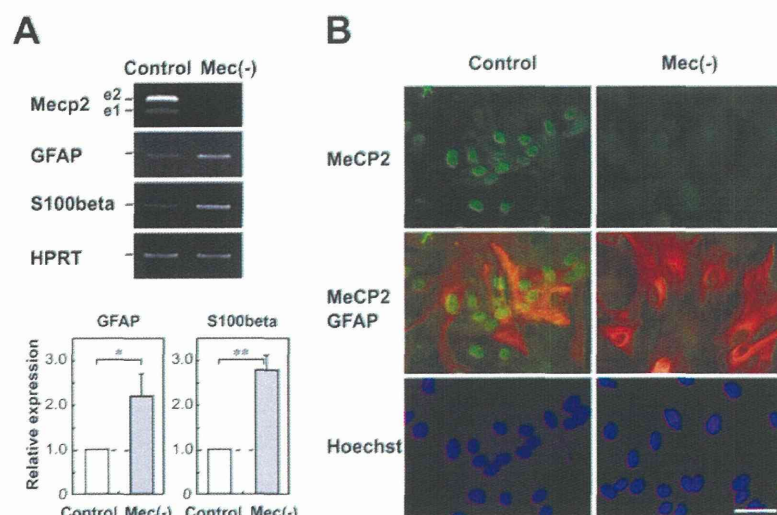 A
Control Mec(-)
Mecp2
e2
e1
GFAP
S100beta
HPRT
GFAP
S100beta
Relative expression
3.0
2.0
1.0
0
*
Control Mec(-)
3.0
2.0
1.0
0
**
Control Mec(-)
B
Control
Mec(-)
MeCP2
MeCP2
GFAP
Hoechst